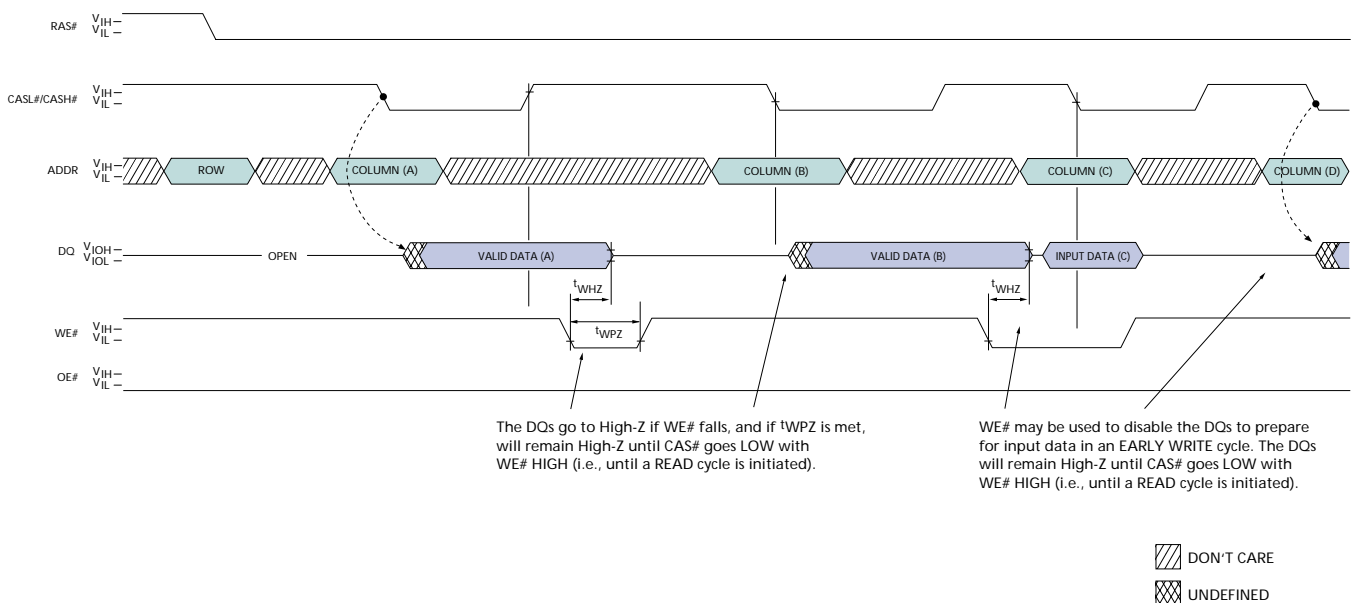 RAS# VIH VIL
CASL#/CASH# VIH VIL
ADDR VIH VIL ROW COLUMN (A) COLUMN (B) COLUMN (C) COLUMN (D)
DQ VIOH VIOL OPEN VALID DATA (A) VALID DATA (B) INPUT DATA (C)
tWHZ tWHZ
tWPZ
WE# VIH VIL
OE# VIH VIL
The DQs go to High-Z if WE# falls, and if tWPZ is met,
will remain High-Z until CAS# goes LOW with
WE# HIGH (i.e., until a READ cycle is initiated).
WE# may be used to disable the DQs to prepare
for input data in an EARLY WRITE cycle. The DQs
will remain High-Z until CAS# goes LOW with
WE# HIGH (i.e., until a READ cycle is initiated).
DON'T CARE
UNDEFINED